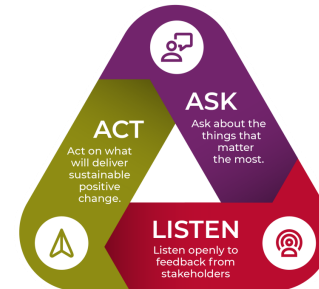 ASK
Ask about the
things that
matter
the most.
ACT
Act on what
will deliver
sustainable
positive
change.
LISTEN
Listen openly to
feedback from
stakeholders